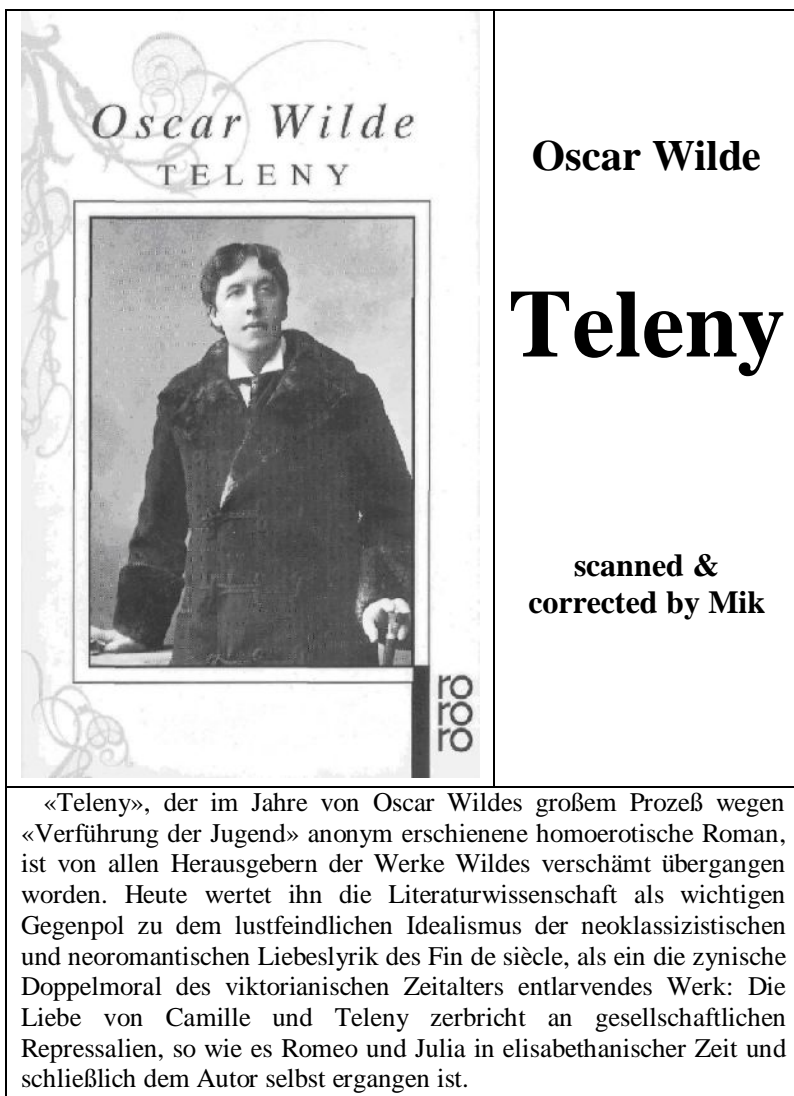 Oscar Wilde
TELENY
ro
ro
ro
Oscar Wilde
Teleny
scanned &
corrected by Mik
«Teleny», der im Jahre von Oscar Wildes großem Prozeß wegen
«Verführung der Jugend» anonym erschienene homoerotische Roman,
ist von allen Herausgebern der Werke Wildes verschämt übergangen
worden. Heute wertet ihn die Literaturwissenschaft als wichtigen
Gegenpol zu dem lustfeindlichen Idealismus der neoklassizistischen
und neoromantischen Liebeslyrik des Fin de siècle, als ein die zynische
Doppelmoral des viktorianischen Zeitalters entlarvendes Werk: Die
Liebe von Camille und Teleny zerbricht an gesellschaftlichen
Repressalien, so wie es Romeo und Julia in elisabethanischer Zeit und
schließlich dem Autor selbst ergangen ist.